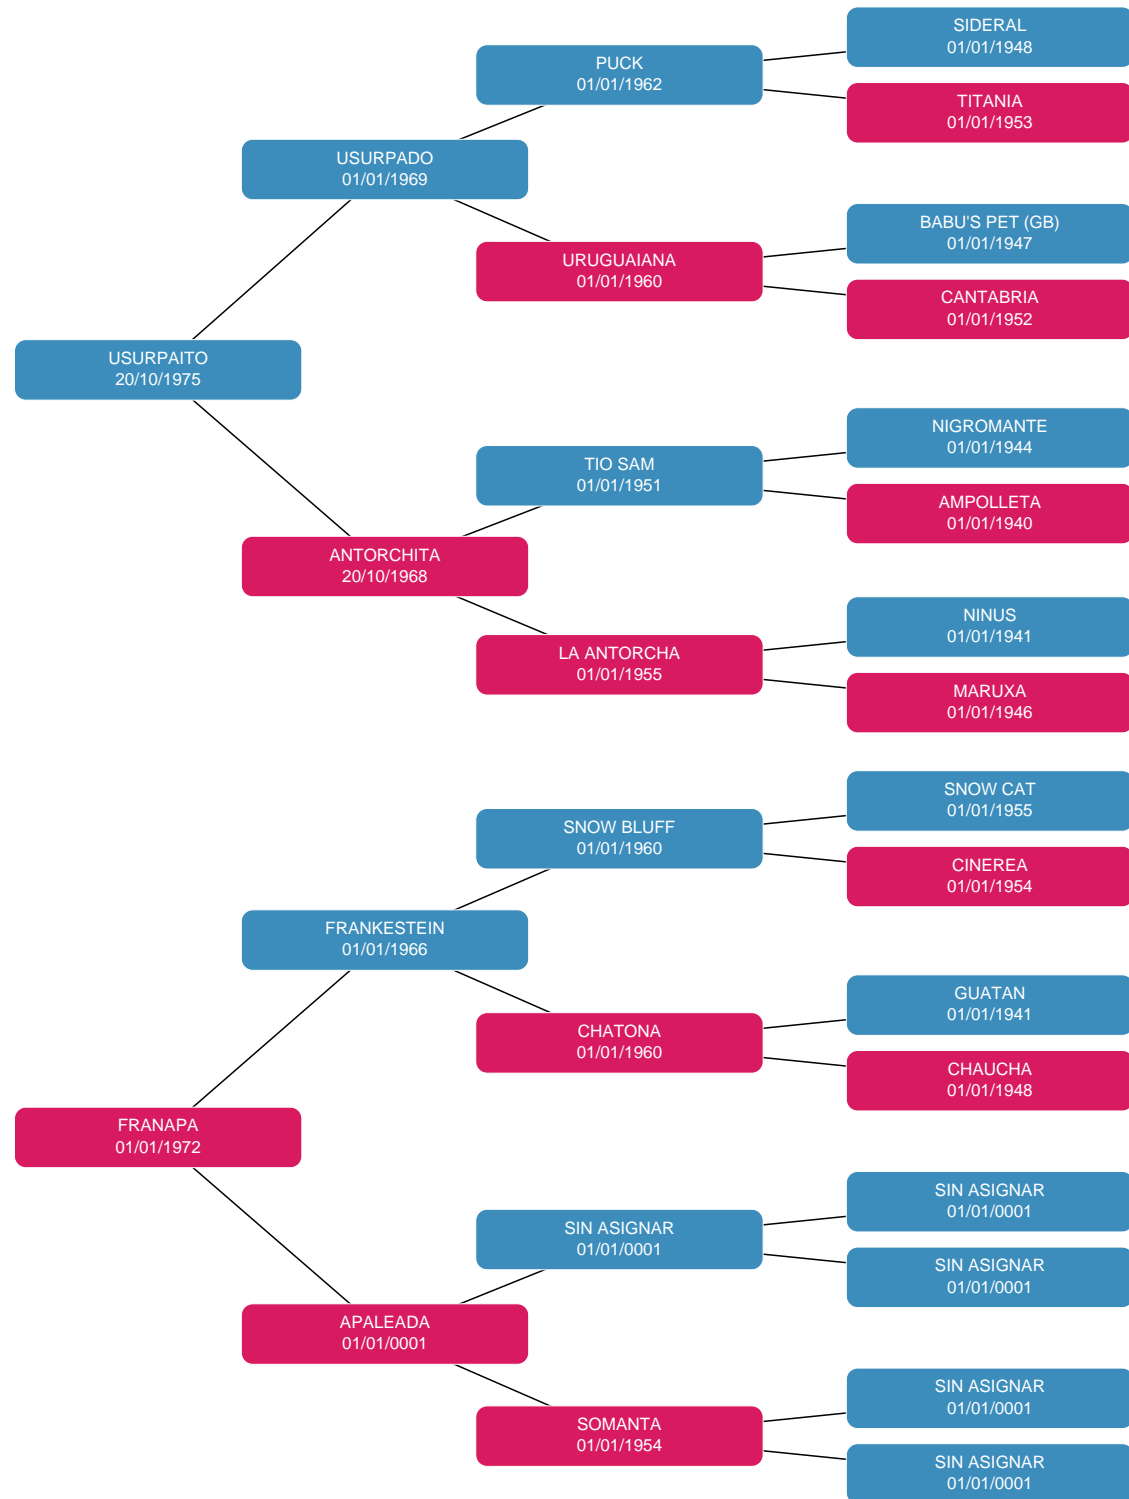 SIDERAL
01/01/1948
PUCK
01/01/1962
TITANIA
01/01/1953
USURPADO
01/01/1969
BABU'S PET (GB)
01/01/1947
URUGUAIANA
01/01/1960
CANTABRIA
01/01/1952
USURPAITO
20/10/1975
NIGROMANTE
01/01/1944
TIO SAM
01/01/1951
AMPOLLETA
01/01/1940
ANTORCHITA
20/10/1968
NINUS
01/01/1941
LA ANTORCHA
01/01/1955
MARUXA
01/01/1946
SNOW CAT
01/01/1955
SNOW BLUFF
01/01/1960
CINEREA
01/01/1954
FRANKESTEIN
01/01/1966
GUATAN
01/01/1941
CHATONA
01/01/1960
CHAUCHA
01/01/1948
FRANAPA
01/01/1972
SIN ASIGNAR
01/01/0001
SIN ASIGNAR
01/01/0001
SIN ASIGNAR
01/01/0001
APALEADA
01/01/0001
SIN ASIGNAR
01/01/0001
SOMANTA
01/01/1954
SIN ASIGNAR
01/01/0001